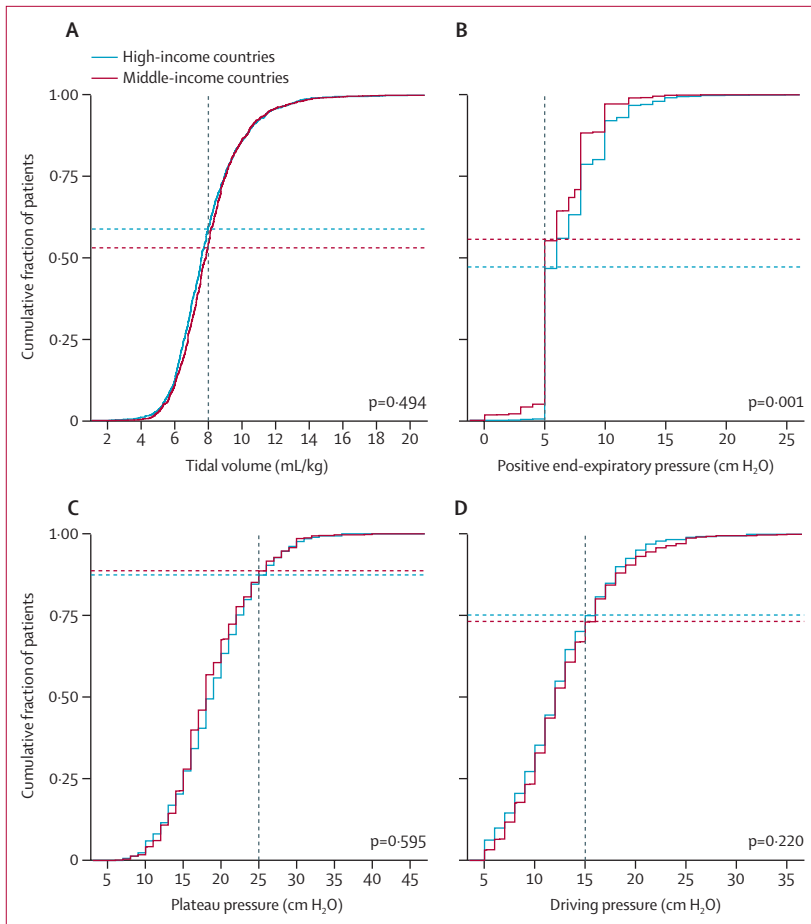 A
High-income countries
Middle-income countries
1·00
0·75
0·50
0·25
0
Cumulative fraction of patients
2 4 6 8 10 12 14 16 18 20
Tidal volume (mL/kg)
p=0·494
B
0 5 10 15 20 25
Positive end-expiratory pressure (cm H₂O)
p=0·001
C
1·00
0·75
0·50
0·25
0
Cumulative fraction of patients
5 10 15 20 25 30 35 40 45
Plateau pressure (cm H₂O)
p=0·595
D
5 10 15 20 25 30 35
Driving pressure (cm H₂O)
p=0·220